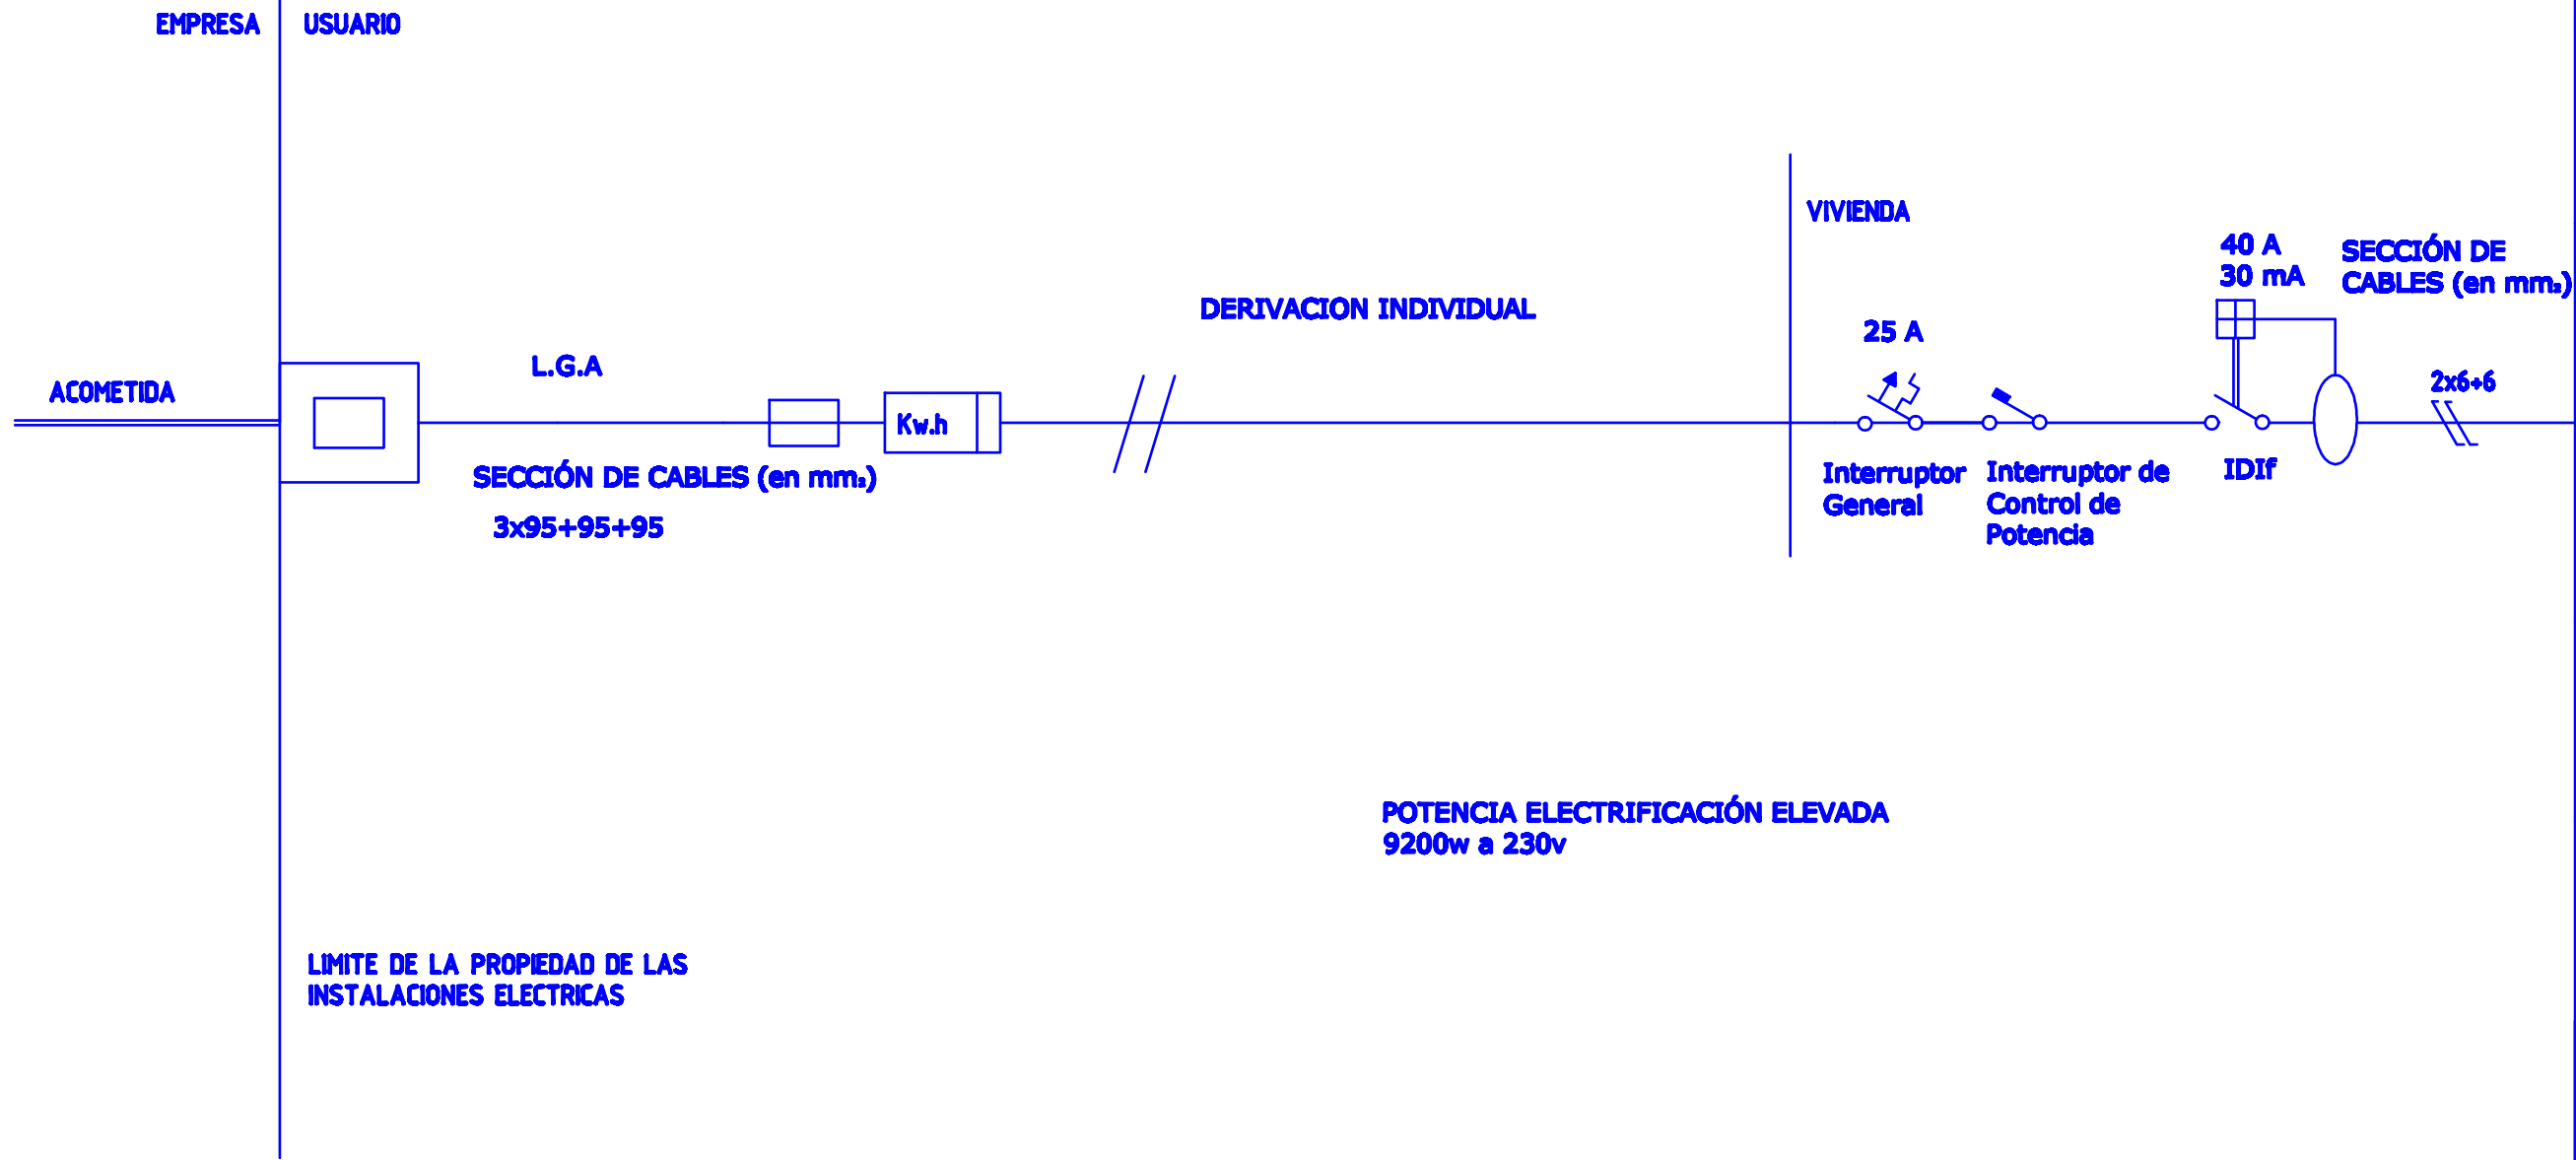 EMPRESA
USUARIO
VIVIENDA
40 A
30 mA
SECCIÓN DE
CABLES (en mm₂)
DERIVACION INDIVIDUAL
25 A
L.G.A
ACOMETIDA
2x6+6
Kw.h
SECCIÓN DE CABLES (en mm₂)
3x95+95+95
Interruptor
General
Interruptor de
Control de
Potencia
IDIf
POTENCIA ELECTRIFICACIÓN ELEVADA
9200w a 230v
LIMITE DE LA PROPIEDAD DE LAS
INSTALACIONES ELECTRICAS